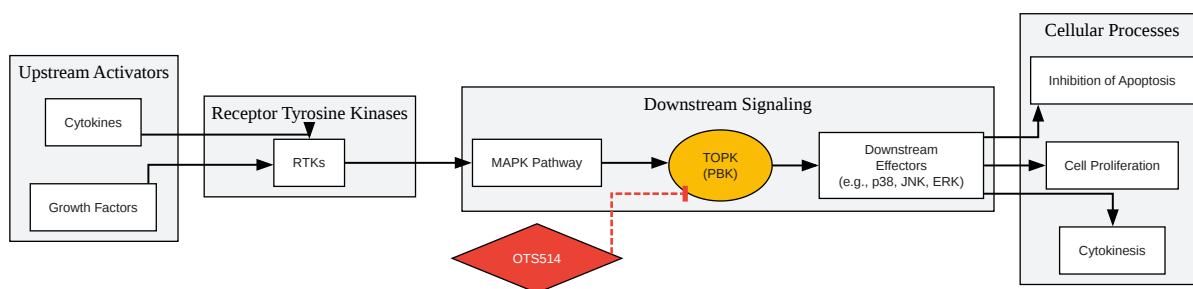 Upstream Activators
Cytokines
Growth Factors
Receptor Tyrosine Kinases
RTKs
Downstream Signaling
MAPK Pathway
TOPK
(PBK)
Downstream
Effectors
(e.g., p38, JNK, ERK)
OTS514
Cellular Processes
Inhibition of Apoptosis
Cell Proliferation
Cytokinesis